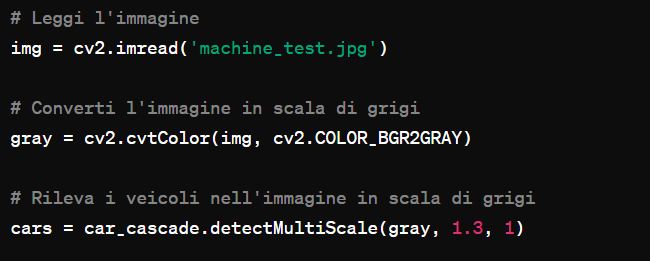 # Leggi l'immagine
img = cv2.imread('machine_test.jpg')
# Converti l'immagine in scala di grigi
gray = cv2.cvtColor(img, cv2.COLOR_BGR2GRAY)
# Rileva i veicoli nell'immagine in scala di grigi
cars = car_cascade.detectMultiScale(gray, 1.3, 1)